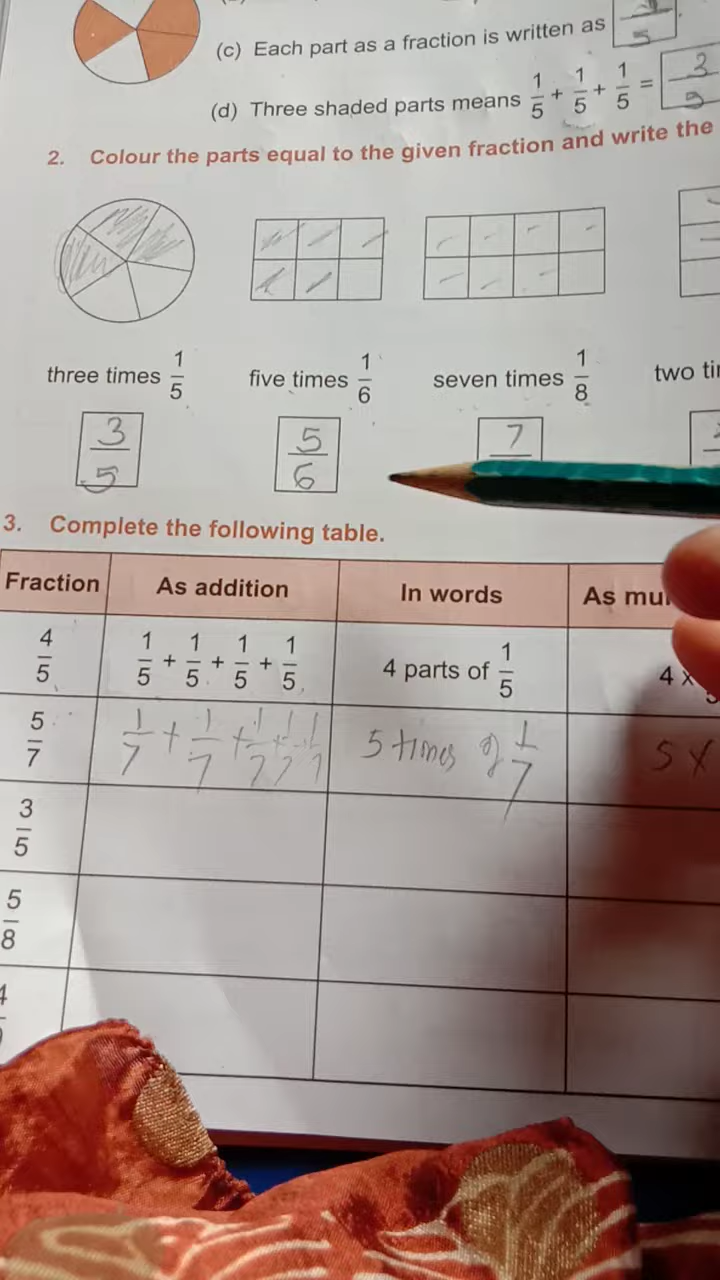 (c) Each part as a fraction is written as /5
(d) Three shaded parts means 1/5 + 1/5 + 1/5 = 3/5
2. Colour the parts equal to the given fraction and write the
three times 1/5 five times 1/6 seven times 1/8 two
3/5 5/6 7
3. Complete the following table.
Fraction As addition In words As
4/5 1/5 + 1/5 + 1/5 + 1/5 4 parts of 1/5 4 ×
5/7 1/7 + 1/7 + 1/7 + 1/7 1/7 5 times of 1/7 5 ×
3/5
5/8